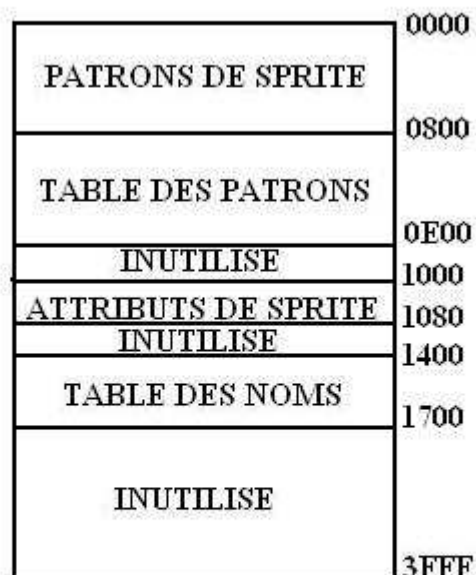 0000
PATRONS DE SPRITE
0800
TABLE DES PATRONS
0E00
INUTILISE
1000
ATTRIBUTS DE SPRITE
1080
INUTILISE
1400
TABLE DES NOMS
1700
INUTILISE
3FFF